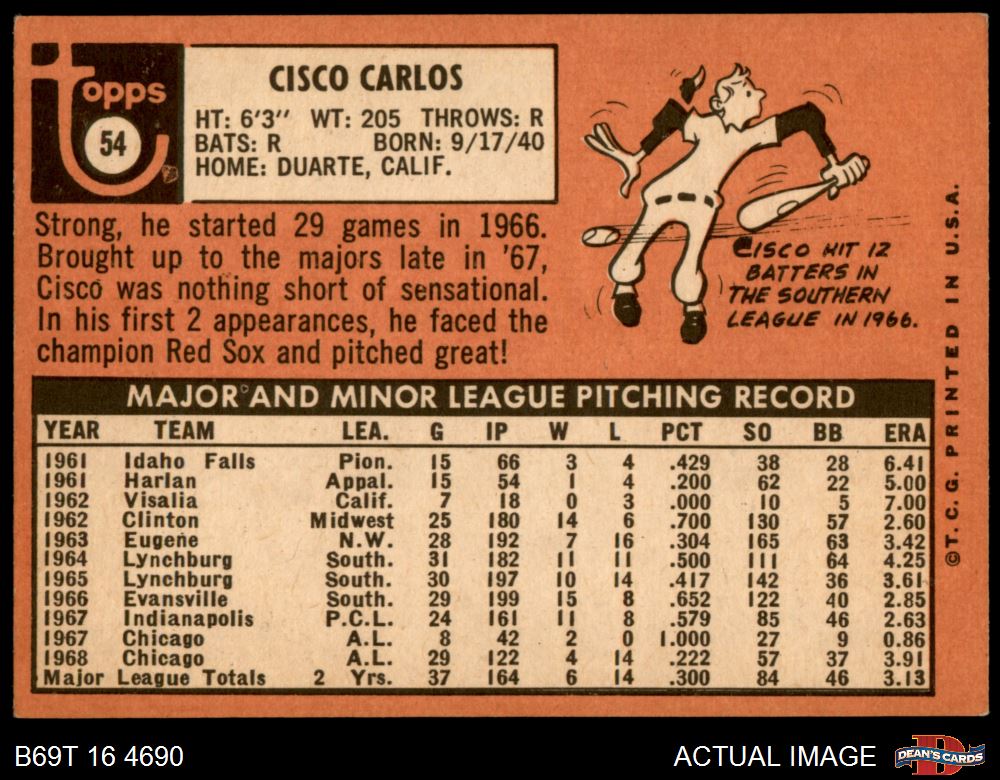 Topps
54
CISCO CARLOS
HT: 6'3" WT: 205 THROWS: R
BATS: R BORN: 9/17/40
HOME: DUARTE, CALIF.
Strong, he started 29 games in 1966.
Brought up to the majors late in '67,
Cisco was nothing short of sensational.
In his first 2 appearances, he faced the
champion Red Sox and pitched great!
CISCO HIT 12
BATTERS IN
THE SOUTHERN
LEAGUE IN 1966.
MAJOR AND MINOR LEAGUE PITCHING RECORD
YEAR TEAM LEA. G IP W L PCT SO BB ERA
1961 Idaho Falls Pion. 15 66 3 4 .429 38 28 6.41
1961 Harlan Appal. 15 54 1 4 .200 62 22 5.00
1962 Visalia Calif. 7 18 0 3 .000 10 5 7.00
1962 Clinton Midwest 25 180 14 6 .700 130 57 2.60
1963 Eugene N.W. 28 192 7 16 .304 165 63 3.42
1964 Lynchburg South. 31 182 11 11 .500 111 64 4.25
1965 Lynchburg South. 30 197 10 14 .417 142 36 3.61
1966 Evansville South. 29 199 15 8 .652 122 40 2.85
1967 Indianapolis P.C.L. 24 161 11 8 .579 85 46 2.63
1967 Chicago A.L. 8 42 2 0 1.000 27 9 0.86
1968 Chicago A.L. 29 122 4 14 .222 57 37 3.91
Major League Totals 2 Yrs. 37 164 6 14 .300 84 46 3.13
©T.C.G. PRINTED IN U.S.A.
B69T 16 4690
ACTUAL IMAGE
DEAN'S CARDS